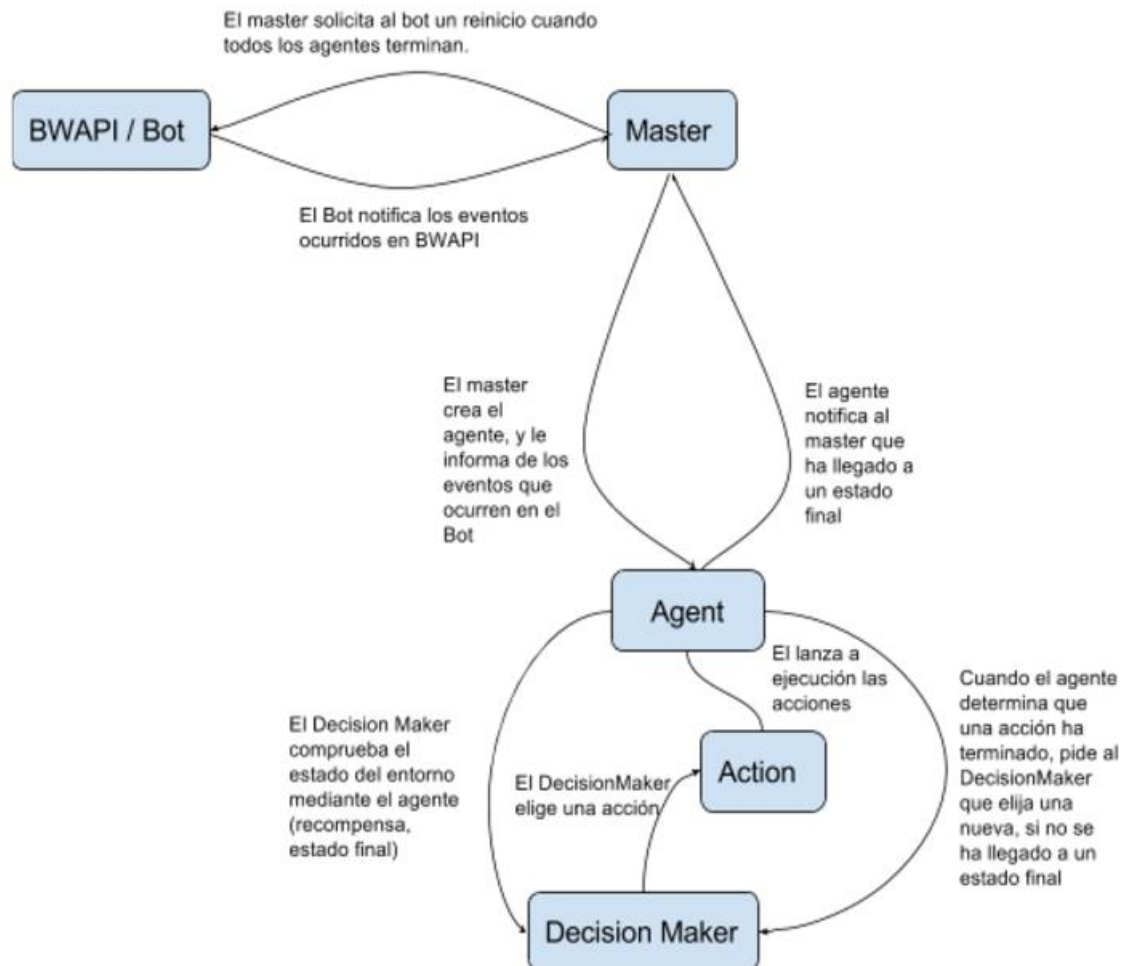 El master solicita al bot un reinicio cuando
todos los agentes terminan.
BWAPI / Bot
Master
El Bot notifica los eventos
ocurridos en BWAPI
El master
crea el
agente, y le
informa de los
eventos que
ocurren en el
Bot
El agente
notifica al
master que
ha llegado a
un estado
final
Agent
El lanza a
ejecución las
acciones
Cuando el agente
determina que
una acción ha
terminado, pide al
DecisionMaker
que elija una
nueva, si no se
ha llegado a un
estado final
El Decision Maker
comprueba el
estado del entorno
mediante el agente
(recompensa,
estado final)
El DecisionMaker
elige una acción
Action
Decision Maker